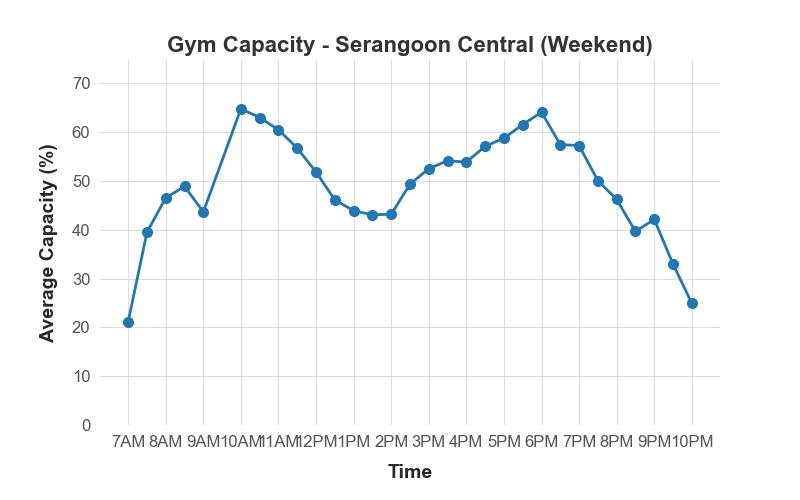 Gym Capacity - Serangoon Central (Weekend)
Average Capacity (%)
70
60
50
40
30
20
10
0
7AM 8AM 9AM 10AM 11AM 12PM 1PM 2PM 3PM 4PM 5PM 6PM 7PM 8PM 9PM 10PM
Time